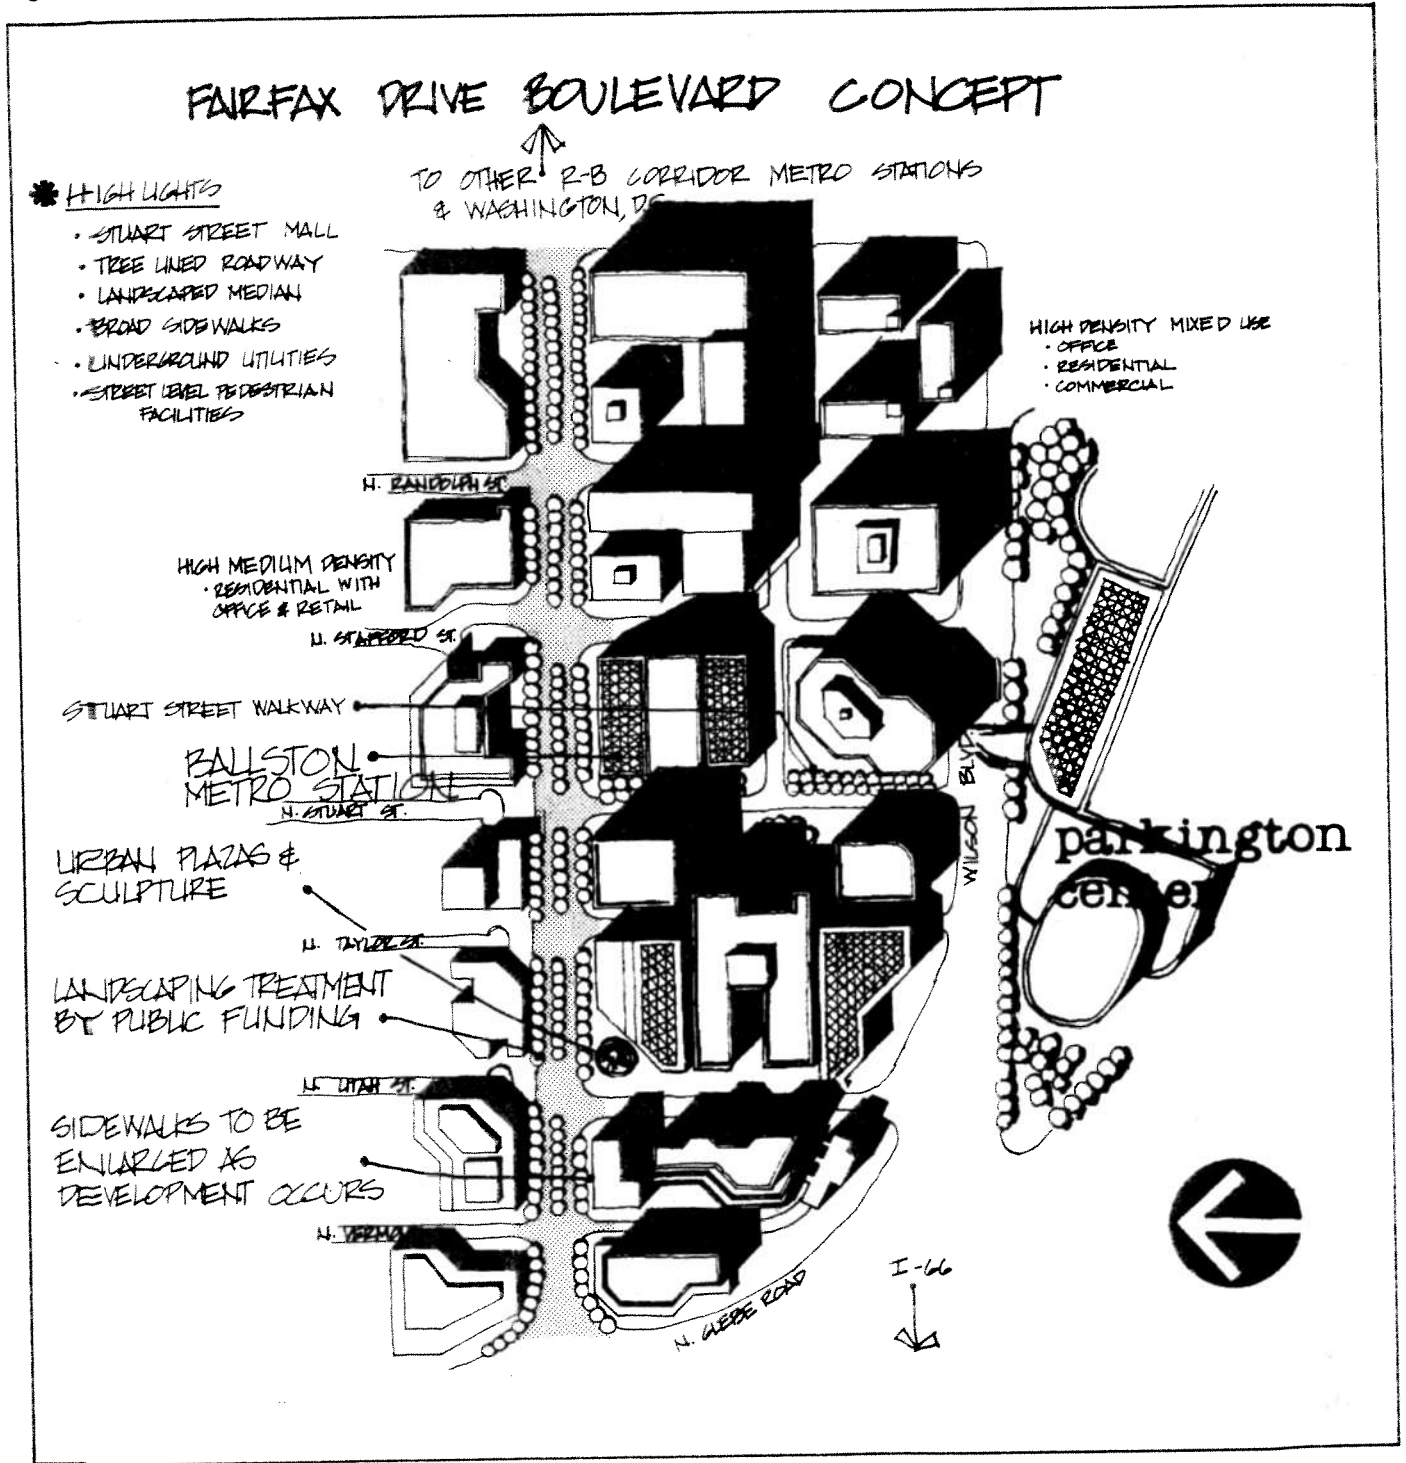 FAIRFAX DRIVE BOULEVARD CONCEPT
TO OTHER R-B CORRIDOR METRO STATIONS
& WASHINGTON, D.C.
HIGHLIGHTS
• STUART STREET MALL
• TREE LINED ROADWAY
• LANDSCAPED MEDIAN
• BROAD SIDEWALKS
• UNDERGROUND UTILITIES
• STREET LEVEL PEDESTRIAN
FACILITIES
HIGH DENSITY MIXED USE
• OFFICE
• RESIDENTIAL
• COMMERCIAL
N. RANDOLPH ST.
HIGH MEDIUM DENSITY
• RESIDENTIAL WITH
OFFICE & RETAIL
N. STAFFORD ST.
STUART STREET WALKWAY
BALLSTON
METRO STATION
N. STUART ST.
WILSON BLVD.
parkington
center
URBAN PLAZAS &
SCULPTURE
N. TAYLOR ST.
LANDSCAPING TREATMENT
BY PUBLIC FUNDING
N. UTAH ST.
SIDEWALKS TO BE
ENLARGED AS
DEVELOPMENT OCCURS
N. VERMO
I-66
N. GLEBE ROAD